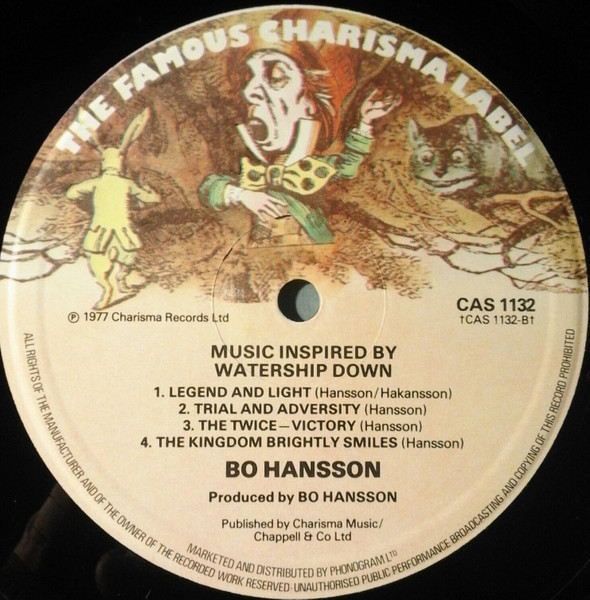 THE FAMOUS CHARISMA LABEL
℗ 1977 Charisma Records Ltd
CAS 1132
†CAS 1132-B†
MUSIC INSPIRED BY
WATERSHIP DOWN
1. LEGEND AND LIGHT (Hansson/Hakansson)
2. TRIAL AND ADVERSITY (Hansson)
3. THE TWICE—VICTORY (Hansson)
4. THE KINGDOM BRIGHTLY SMILES (Hansson)
BO HANSSON
Produced by BO HANSSON
Published by Charisma Music/
Chappell & Co Ltd
MARKETED AND DISTRIBUTED BY PHONOGRAM LTD
ALL RIGHTS OF THE MANUFACTURER AND OF THE OWNER OF THE RECORDED WORK RESERVED·UNAUTHORISED PUBLIC PERFORMANCE BROADCASTING AND COPYING OF THIS RECORD PROHIBITED